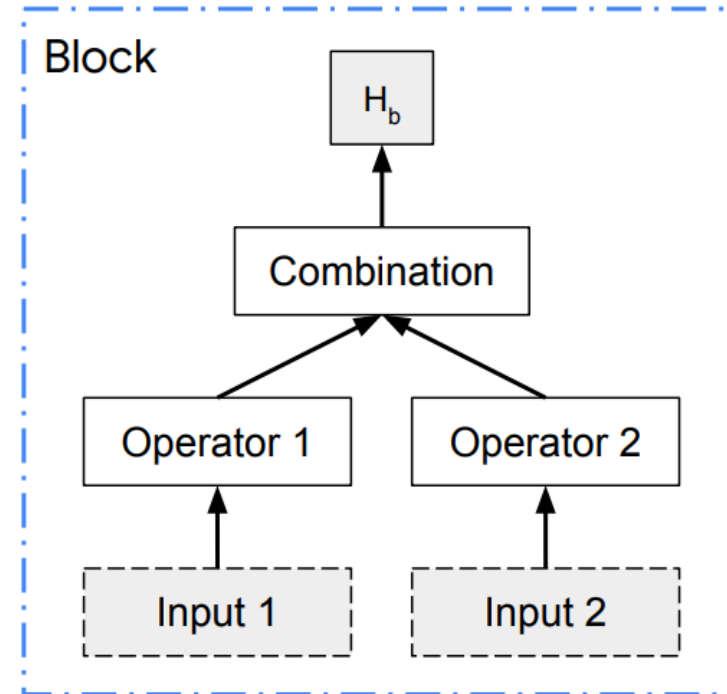 Block
H_b
Combination
Operator 1
Operator 2
Input 1
Input 2